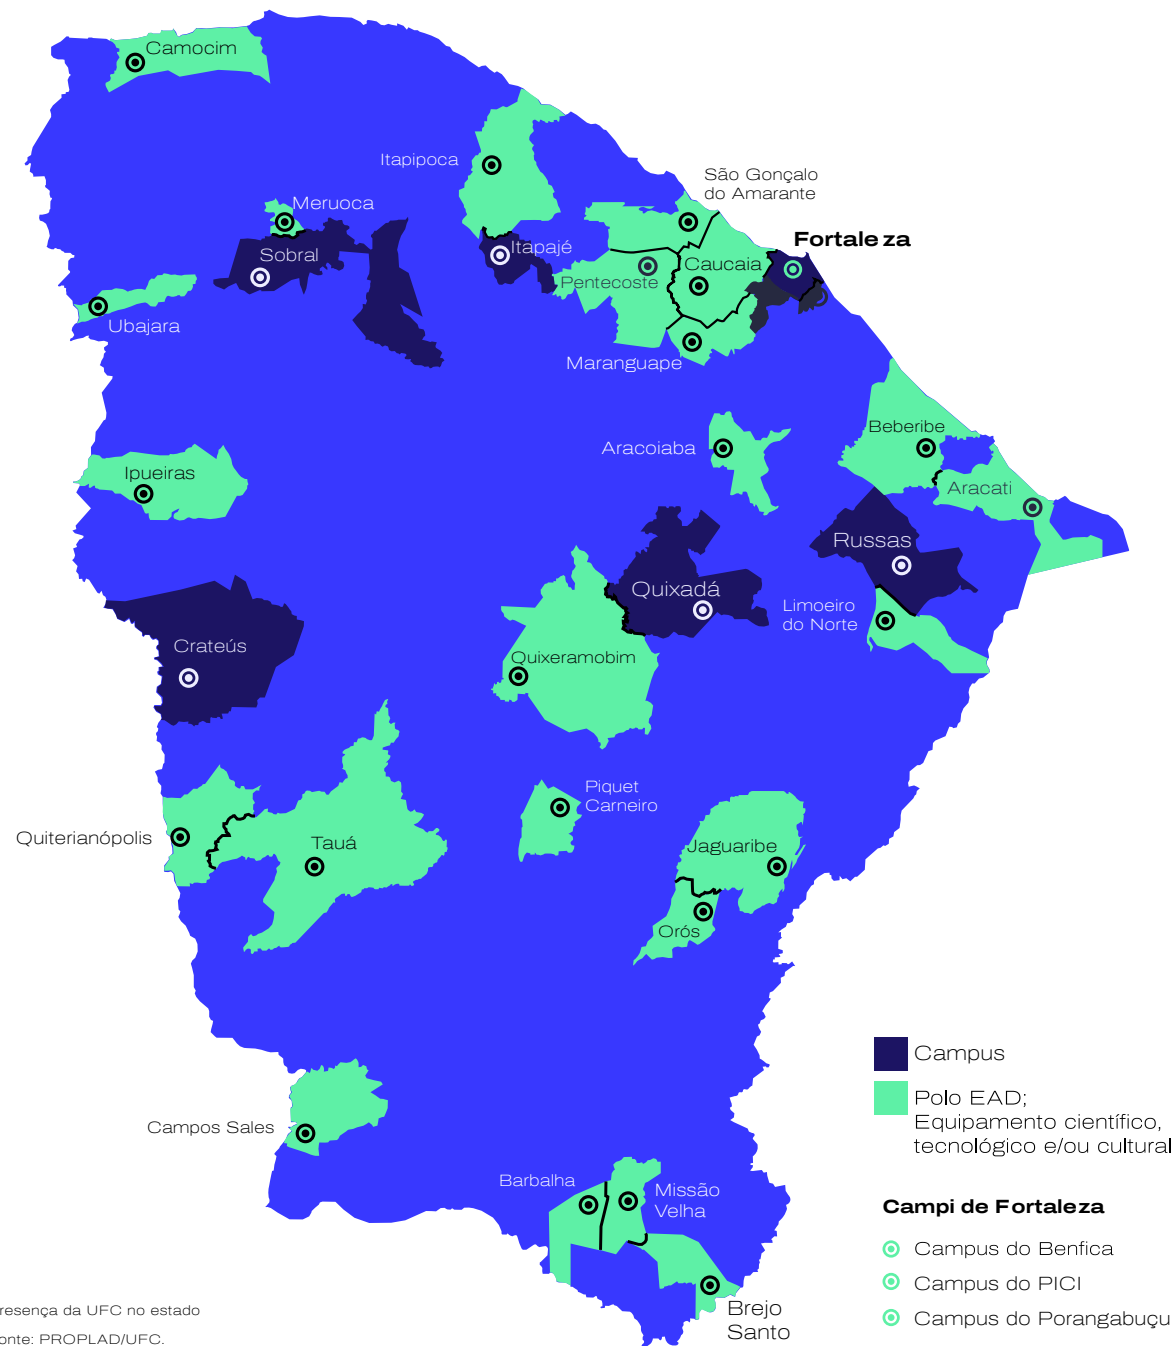 Camocim
Itapipoca
São Gonçalo
do Amarante
Meruoca
Fortaleza
Itapajé
Sobral
Caucaia
Pentecoste
Ubajara
Maranguape
Beberibe
Aracoiaba
Ipueiras
Aracati
Russas
Quixadá
Limoeiro
do Norte
Crateús
Quixeramobim
Piquet
Carneiro
Quiterianópolis
Tauá
Jaguaribe
Orós
Campus
Polo EAD;
Equipamento científico,
tecnológico e/ou cultural
Campos Sales
Barbalha
Missão
Velha
Campi de Fortaleza
Campus do Benfica
Campus do PICI
Campus do Porangabuçu
Brejo
Santo
resença da UFC no estado
onte: PROPLAD/UFC.